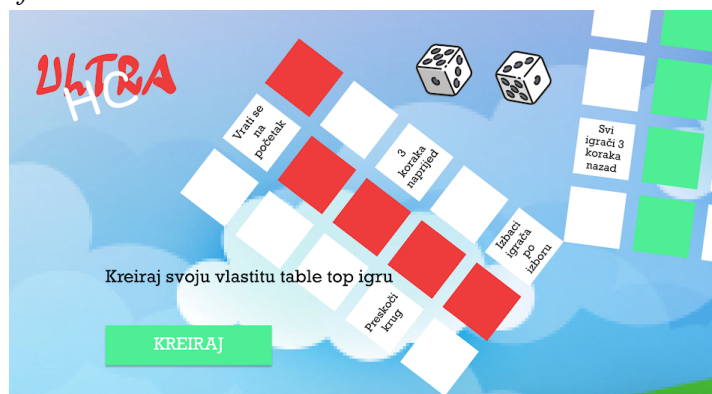 ULTRA
HC
Vrati se
na
početak
3
koraka
naprijed
Svi
igrači 3
koraka
nazad
Izbaci
igrača
po
izboru
Kreiraj svoju vlastitu table top igru
Preskoči
krug
KREIRAJ